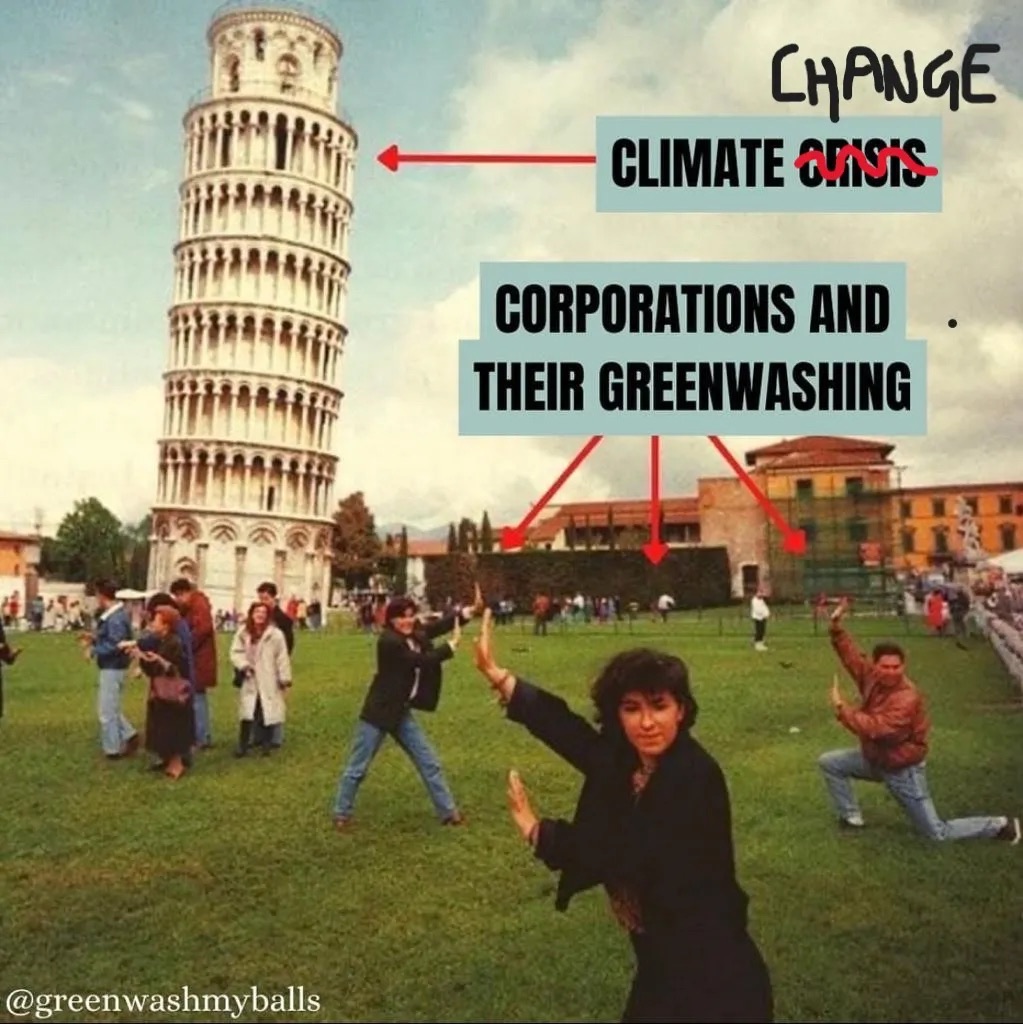 CHANGE
CLIMATE CRISIS
CORPORATIONS AND
THEIR GREENWASHING
@greenwashmyballs